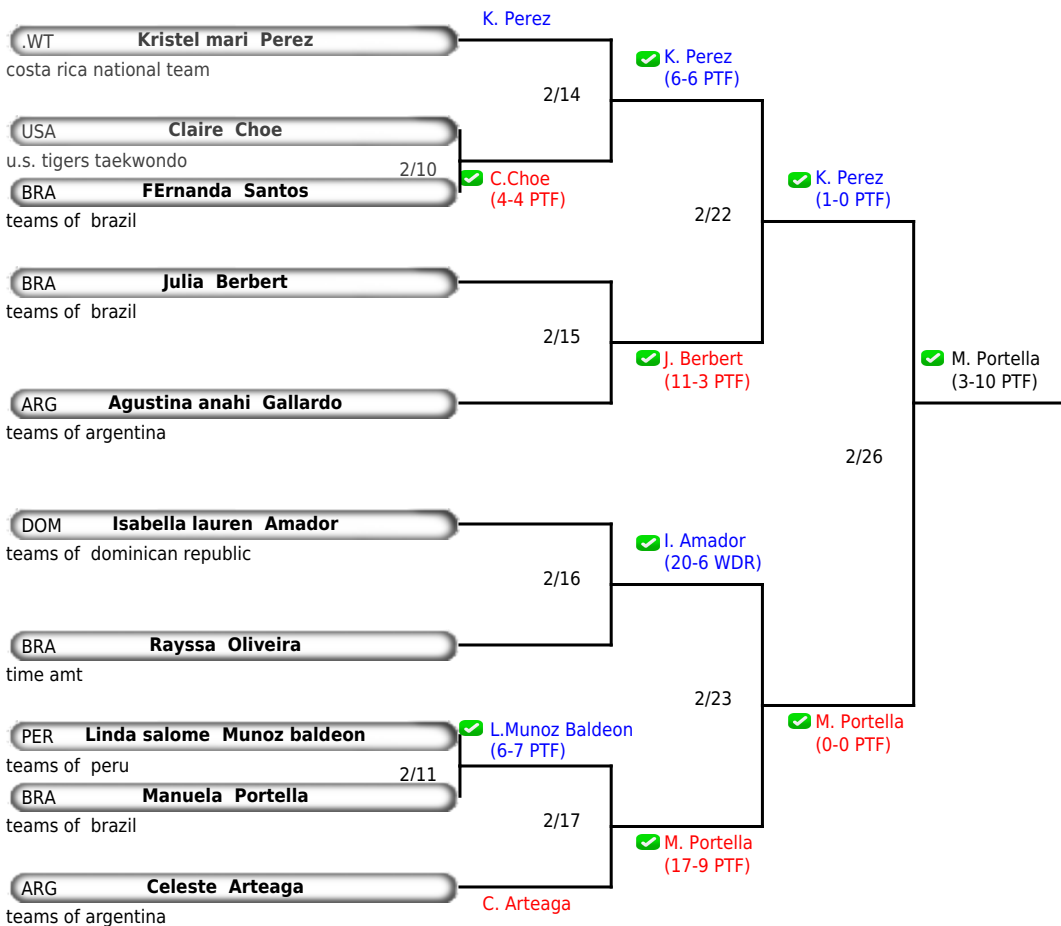 K. Perez
.WT Kristel mari Perez
costa rica national team
K. Perez
(6-6 PTF)
2/14
USA Claire Choe
u.s. tigers taekwondo
2/10
C.Choe
(4-4 PTF)
BRA FErnanda Santos
teams of brazil
K. Perez
(1-0 PTF)
2/22
BRA Julia Berbert
teams of brazil
2/15
J. Berbert
(11-3 PTF)
M. Portella
(3-10 PTF)
ARG Agustina anahi Gallardo
teams of argentina
2/26
DOM Isabella lauren Amador
teams of dominican republic
I. Amador
(20-6 WDR)
2/16
BRA Rayssa Oliveira
time amt
2/23
M. Portella
(0-0 PTF)
PER Linda salome Munoz baldeon
teams of peru
2/11
L.Munoz Baldeon
(6-7 PTF)
BRA Manuela Portella
teams of brazil
2/17
M. Portella
(17-9 PTF)
ARG Celeste Arteaga
teams of argentina
C. Arteaga